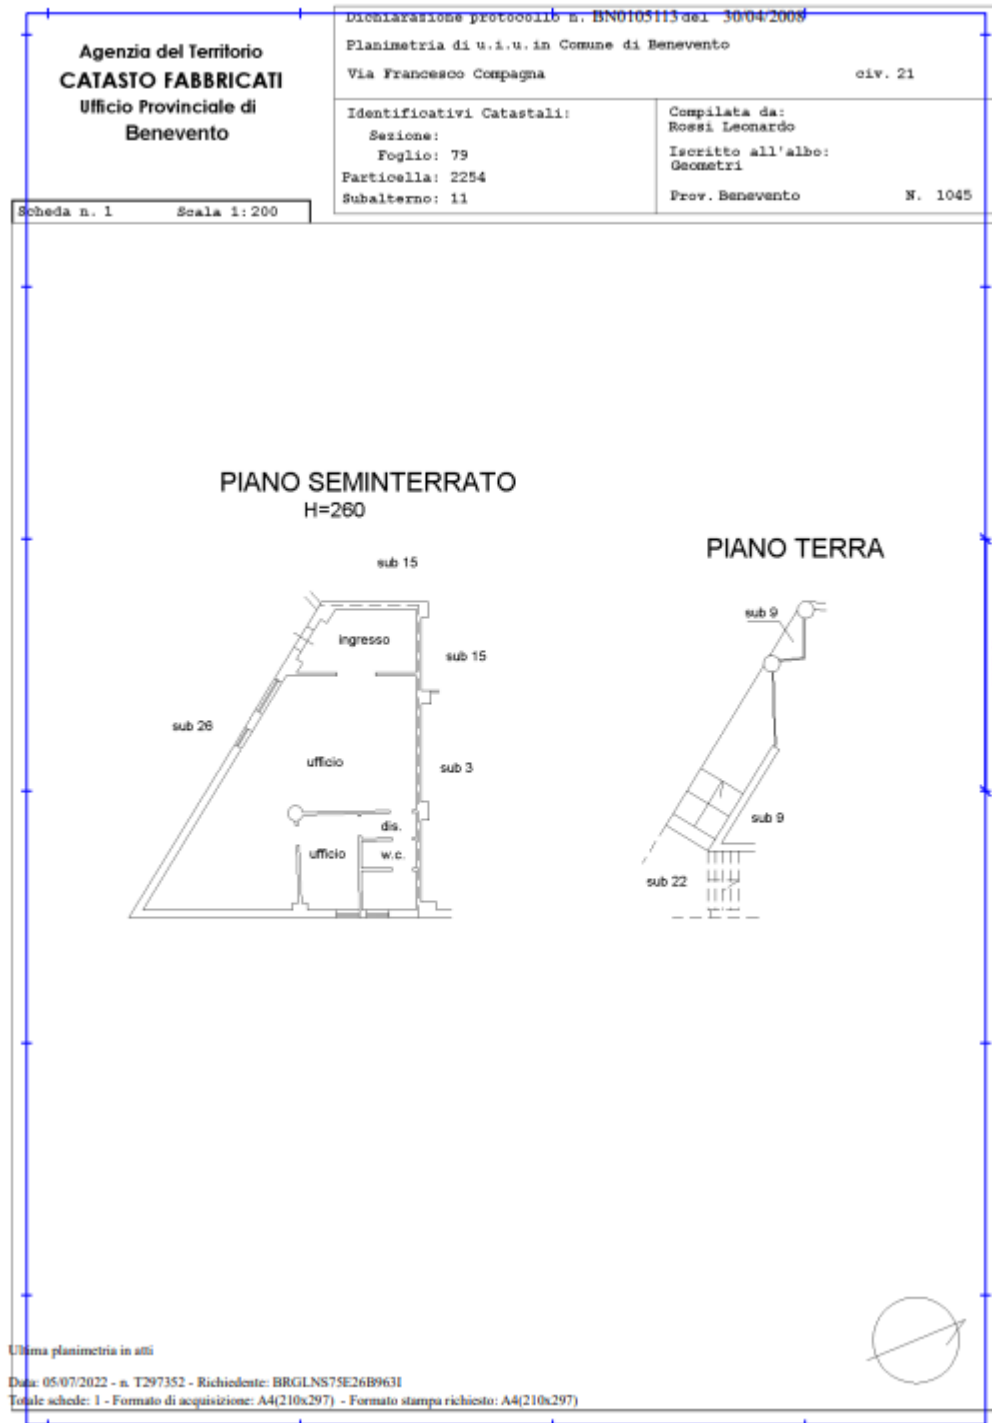 Agenzia del Territorio
CATASTO FABBRICATI
Ufficio Provinciale di
Benevento
Dichiarazione protocollo n. BN0105113 del 30/04/2008
Planimetria di u.i.u. in Comune di Benevento
Via Francesco Compagna civ. 21
Identificativi Catastali:
Sezione:
Foglio: 79
Particella: 2254
Subalterno: 11
Compilata da:
Rossi Leonardo
Iscritto all'albo:
Geometri
Prov. Benevento N. 1045
Scheda n. 1 Scala 1:200
PIANO SEMINTERRATO
H=260
sub 15
ingresso
sub 15
sub 26
ufficio
sub 3
dis.
ufficio
w.c.
PIANO TERRA
sub 9
sub 9
sub 22
Ultima planimetria in atti
Data: 05/07/2022 - n. T297352 - Richiedente: BRGLNS75E26B963I
Totale schede: 1 - Formato di acquisizione: A4(210x297) - Formato stampa richiesto: A4(210x297)